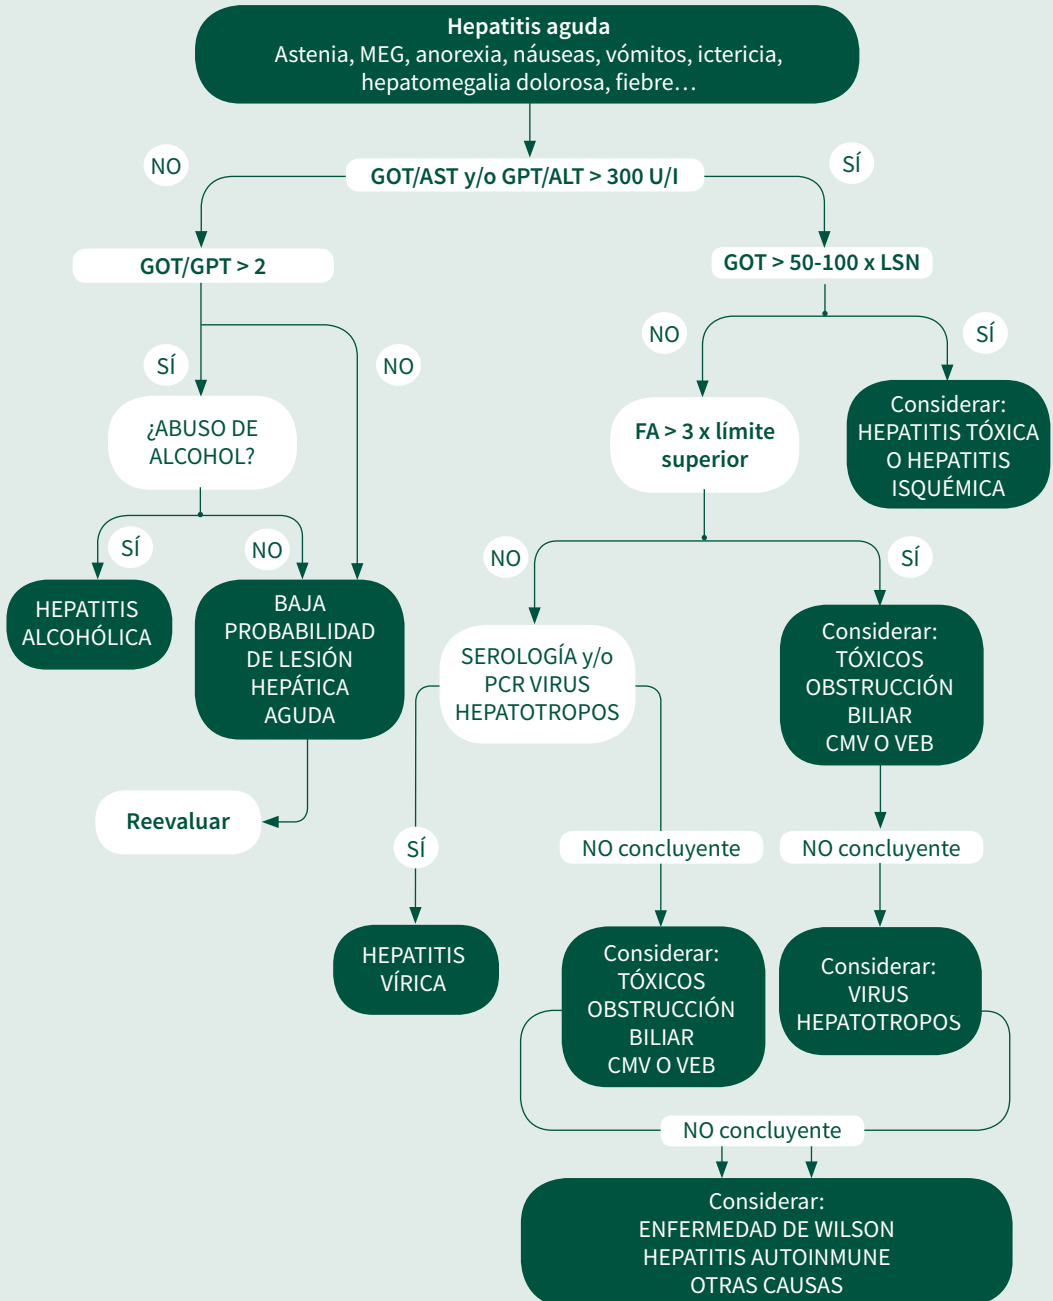 Hepatitis aguda
Astenia, MEG, anorexia, náuseas, vómitos, ictericia,
hepatomegalia dolorosa, fiebre…
NO
GOT/AST y/o GPT/ALT > 300 U/I
SÍ
GOT/GPT > 2
GOT > 50-100 x LSN
SÍ
NO
NO
SÍ
¿ABUSO DE
ALCOHOL?
FA > 3 x límite
superior
Considerar:
HEPATITIS TÓXICA
O HEPATITIS
ISQUÉMICA
SÍ
NO
NO
SÍ
HEPATITIS
ALCOHÓLICA
BAJA
PROBABILIDAD
DE LESIÓN
HEPÁTICA
AGUDA
SEROLOGÍA y/o
PCR VIRUS
HEPATOTROPOS
Considerar:
TÓXICOS
OBSTRUCCIÓN
BILIAR
CMV O VEB
Reevaluar
SÍ
NO concluyente
NO concluyente
HEPATITIS
VÍRICA
Considerar:
TÓXICOS
OBSTRUCCIÓN
BILIAR
CMV O VEB
Considerar:
VIRUS
HEPATOTROPOS
NO concluyente
Considerar:
ENFERMEDAD DE WILSON
HEPATITIS AUTOINMUNE
OTRAS CAUSAS